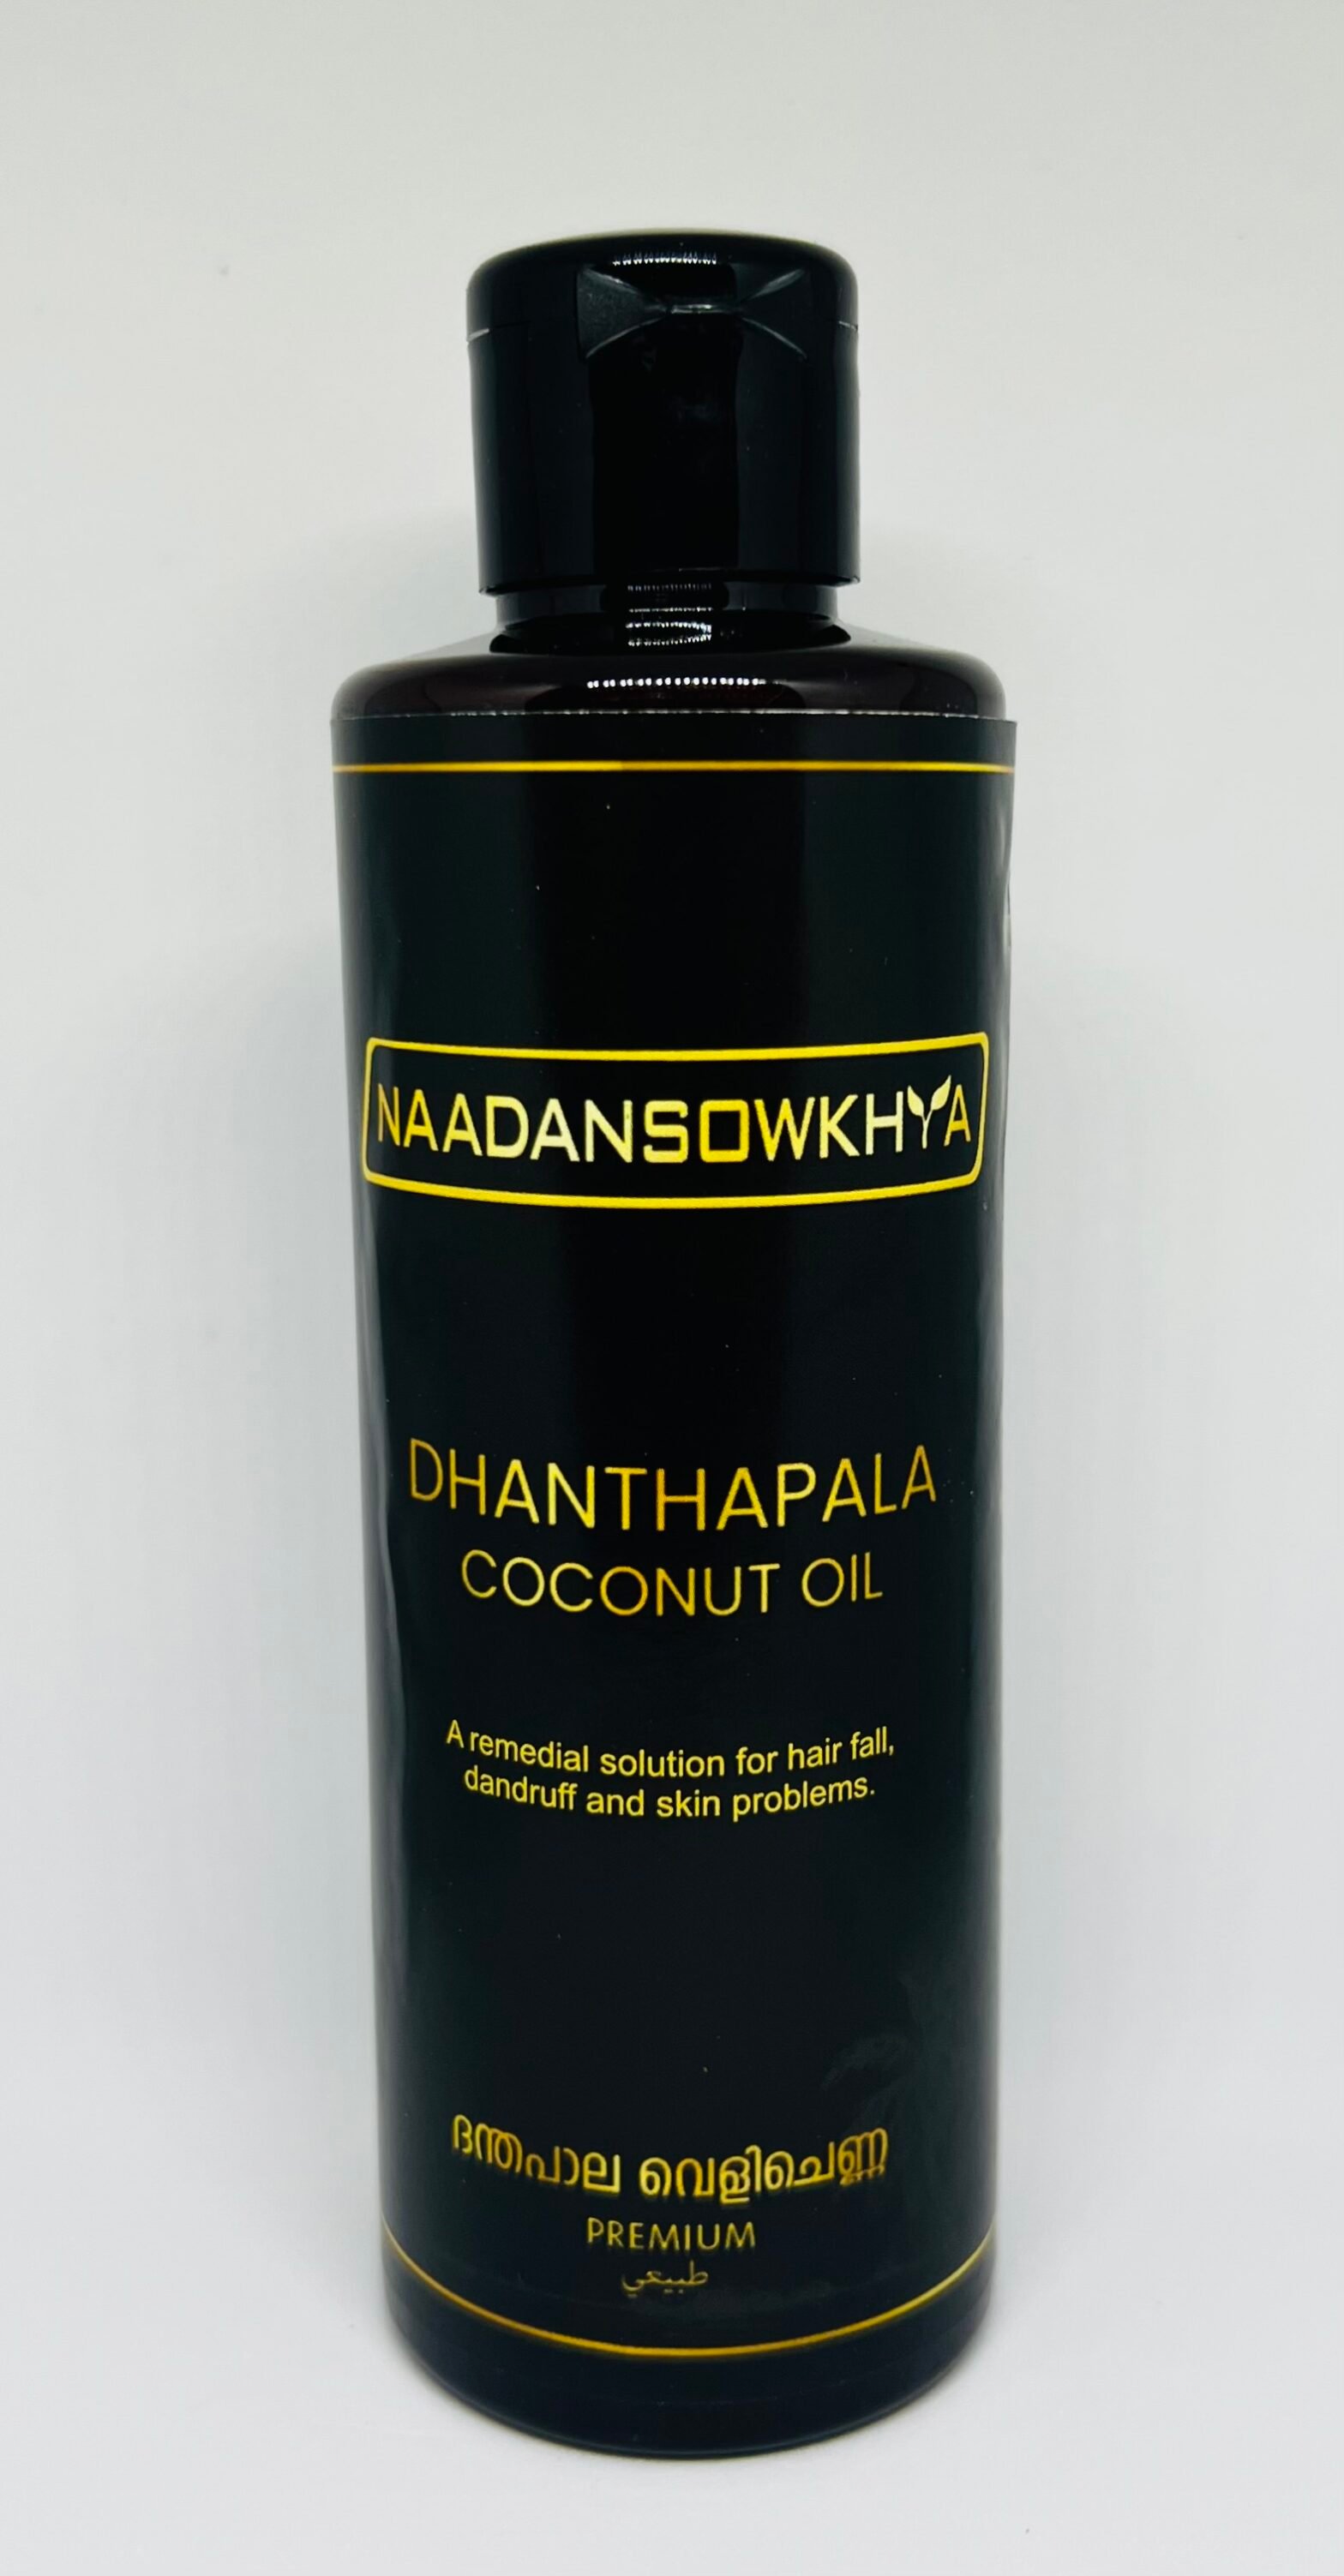 NAADANSOWKHYA
DHANTHAPALA
COCONUT OIL
A remedial solution for hair fall,
dandruff and skin problems.
ദന്തപാല വെളിചെണ്ണ
PREMIUM
طبيعي